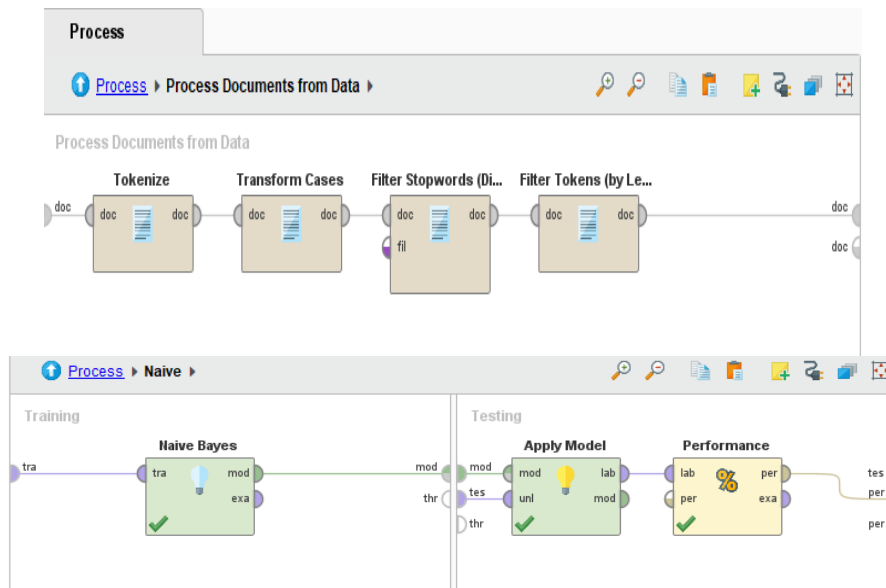 Process
Process ▸ Process Documents from Data ▸
Process Documents from Data
Tokenize Transform Cases Filter Stopwords (Di... Filter Tokens (by Le...
doc doc doc doc doc doc doc doc doc doc
fil doc
Process ▸ Naive ▸
Training Testing
Naive Bayes Apply Model Performance
tra tra mod mod mod mod lab lab per tes
exa thr tes unl mod per exa per
thr per